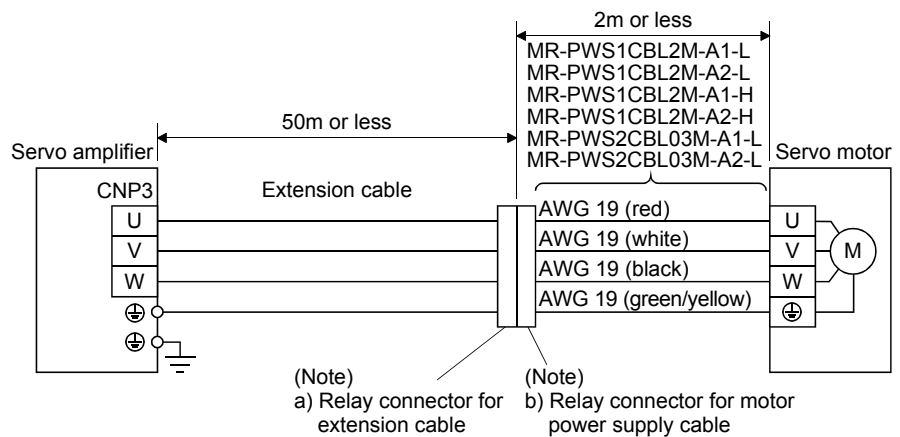 2m or less
MR-PWS1CBL2M-A1-L
MR-PWS1CBL2M-A2-L
MR-PWS1CBL2M-A1-H
MR-PWS1CBL2M-A2-H
MR-PWS2CBL03M-A1-L
MR-PWS2CBL03M-A2-L
50m or less
Servo amplifier
Servo motor
CNP3
Extension cable
U
V
W
AWG 19 (red)
AWG 19 (white)
AWG 19 (black)
AWG 19 (green/yellow)
U
V
W
M
(Note)
a) Relay connector for
extension cable
(Note)
b) Relay connector for motor
power supply cable